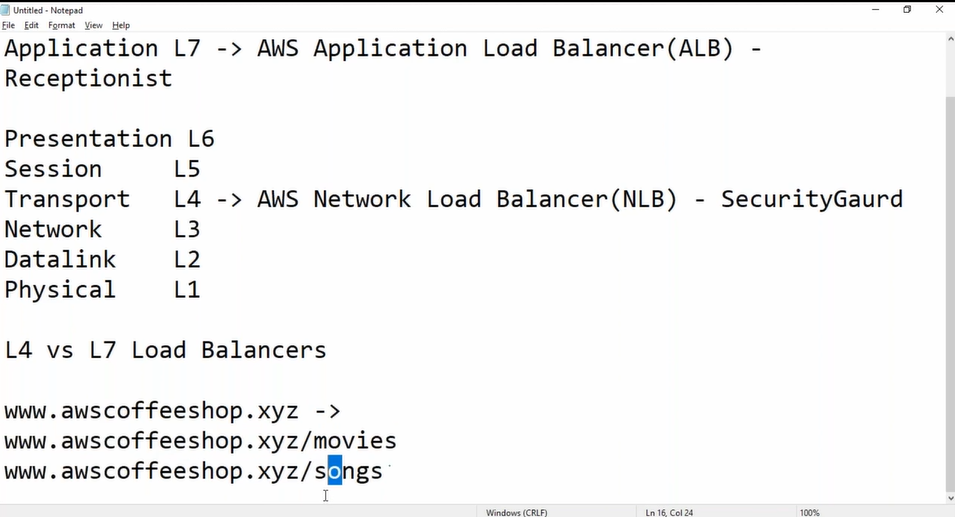 Untitled - Notepad
File Edit Format View Help
Application L7 -> AWS Application Load Balancer(ALB) -
Receptionist
Presentation L6
Session L5
Transport L4 -> AWS Network Load Balancer(NLB) - SecurityGaurd
Network L3
Datalink L2
Physical L1
L4 vs L7 Load Balancers
www.awscoffeeshop.xyz ->
www.awscoffeeshop.xyz/movies
www.awscoffeeshop.xyz/songs
Windows (CRLF) Ln 16, Col 24 100%